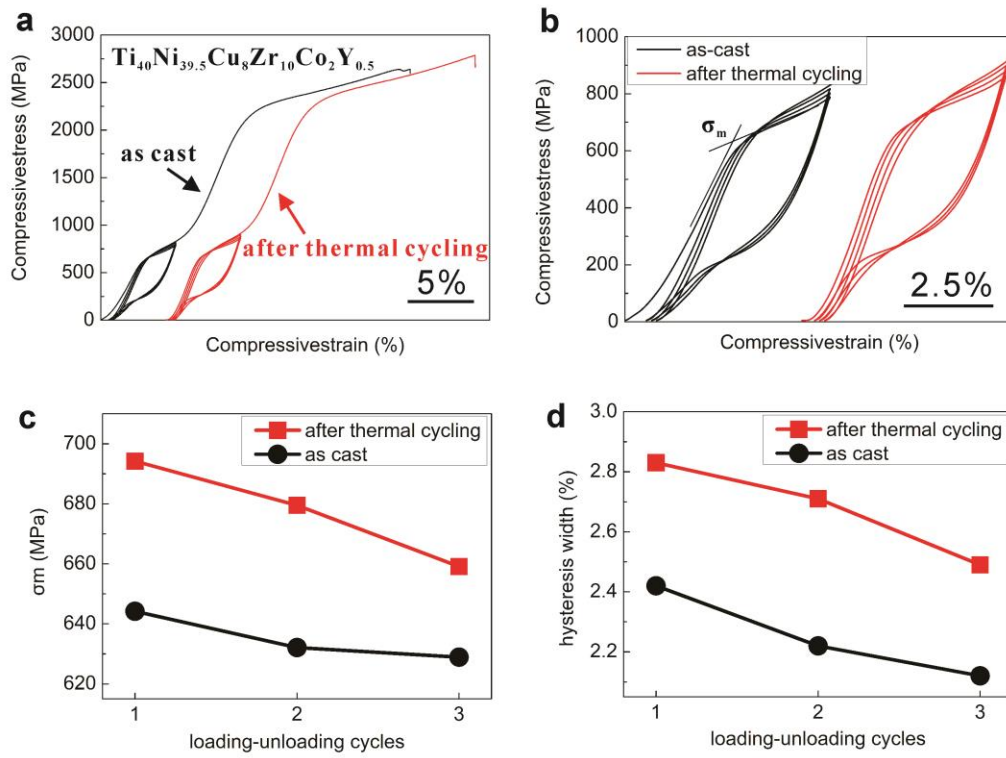 a
3000
2500
2000
1500
1000
500
0
Compressivestress (MPa)
Ti40Ni39.5Cu8Zr10Co2Y0.5
as cast
after thermal cycling
5%
Compressivestrain (%)
b
1000
800
600
400
200
0
Compressivestress (MPa)
as-cast
after thermal cycling
σm
2.5%
Compressivestrain (%)
c
700
680
660
640
620
σm (MPa)
after thermal cycling
as cast
1 2 3
loading-unloading cycles
d
3.0
2.8
2.6
2.4
2.2
hysteresis width (%)
after thermal cycling
as cast
1 2 3
loading-unloading cycles